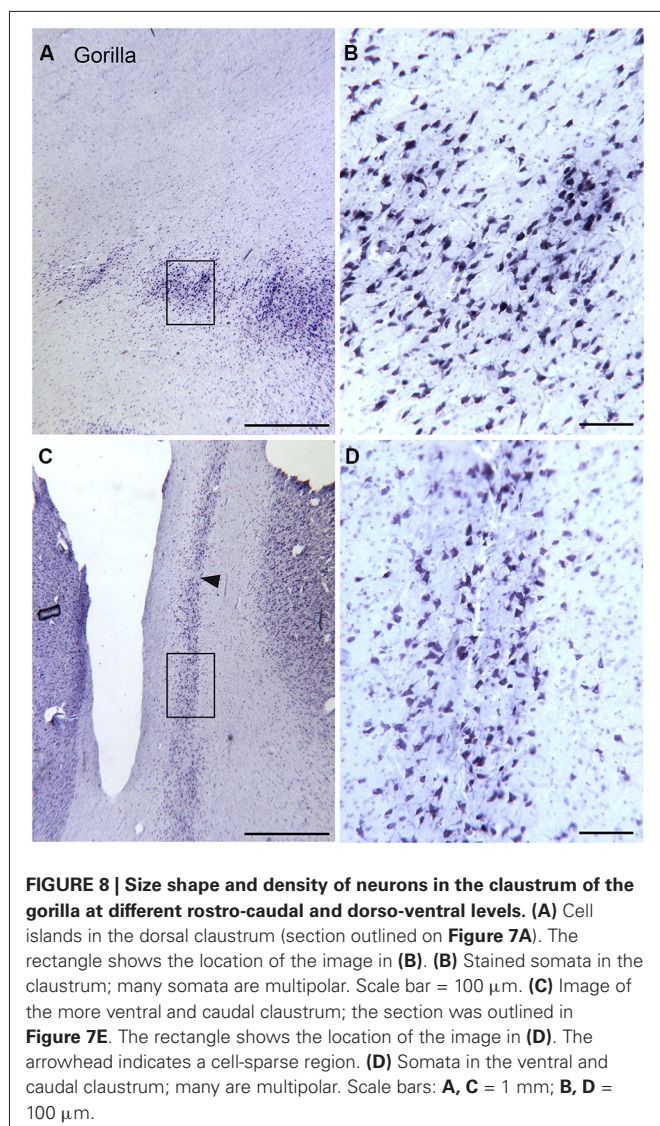 A Gorilla
B
C
D
FIGURE 8 | Size shape and density of neurons in the claustrum of the
gorilla at different rostro-caudal and dorso-ventral levels. (A) Cell
islands in the dorsal claustrum (section outlined on Figure 7A). The
rectangle shows the location of the image in (B). (B) Stained somata in the
claustrum; many somata are multipolar. Scale bar = 100 μm. (C) Image of
the more ventral and caudal claustrum; the section was outlined in
Figure 7E. The rectangle shows the location of the image in (D). The
arrowhead indicates a cell-sparse region. (D) Somata in the ventral and
caudal claustrum; many are multipolar. Scale bars: A, C = 1 mm; B, D =
100 μm.